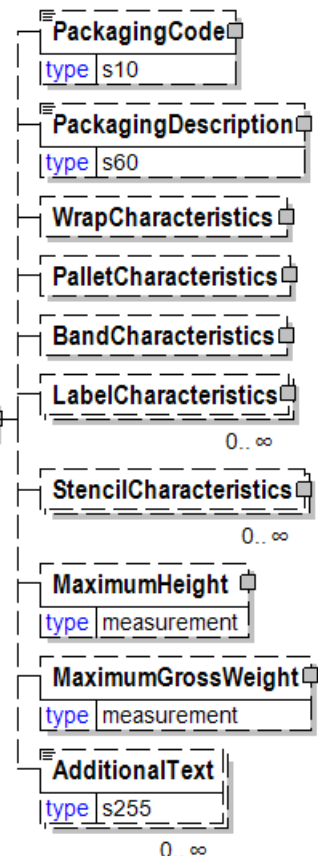 PackagingCode
type s10
PackagingDescription
type s60
WrapCharacteristics
PalletCharacteristics
BandCharacteristics
LabelCharacteristics
0.. ∞
StencilCharacteristics
0.. ∞
MaximumHeight
type measurement
MaximumGrossWeight
type measurement
AdditionalText
type s255
0.. ∞